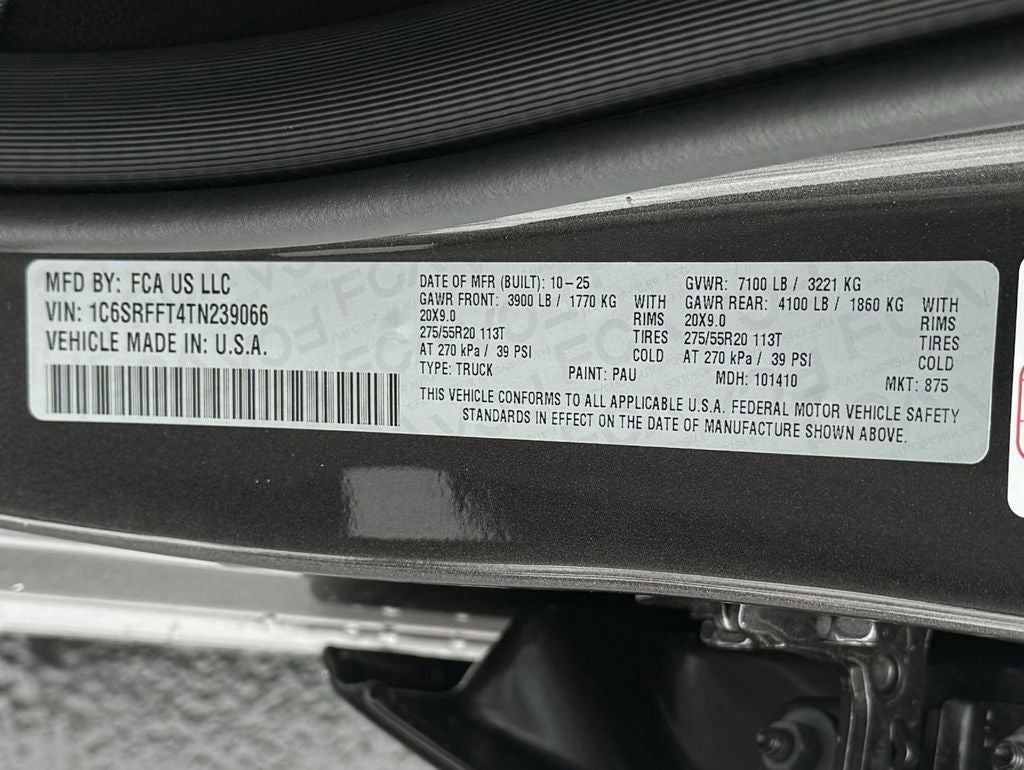 MFD BY: FCA US LLC
VIN: 1C6SRFFT4TN239066
VEHICLE MADE IN: U.S.A.
DATE OF MFR (BUILT): 10-25
GAWR FRONT: 3900 LB / 1770 KG WITH
20X9.0 RIMS
275/55R20 113T TIRES
AT 270 kPa / 39 PSI COLD
TYPE: TRUCK PAINT: PAU
GVWR: 7100 LB / 3221 KG
GAWR REAR: 4100 LB / 1860 KG WITH
20X9.0 RIMS
275/55R20 113T TIRES
AT 270 kPa / 39 PSI COLD
MDH: 101410 MKT: 875
THIS VEHICLE CONFORMS TO ALL APPLICABLE U.S.A. FEDERAL MOTOR VEHICLE SAFETY
STANDARDS IN EFFECT ON THE DATE OF MANUFACTURE SHOWN ABOVE.